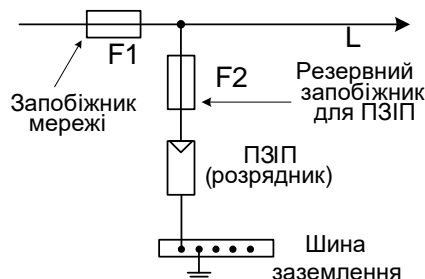 F1
L
F2
Запобіжник
мережі
Резервний
запобіжник
для ПЗІП
ПЗІП
(розрядник)
Шина
заземлення